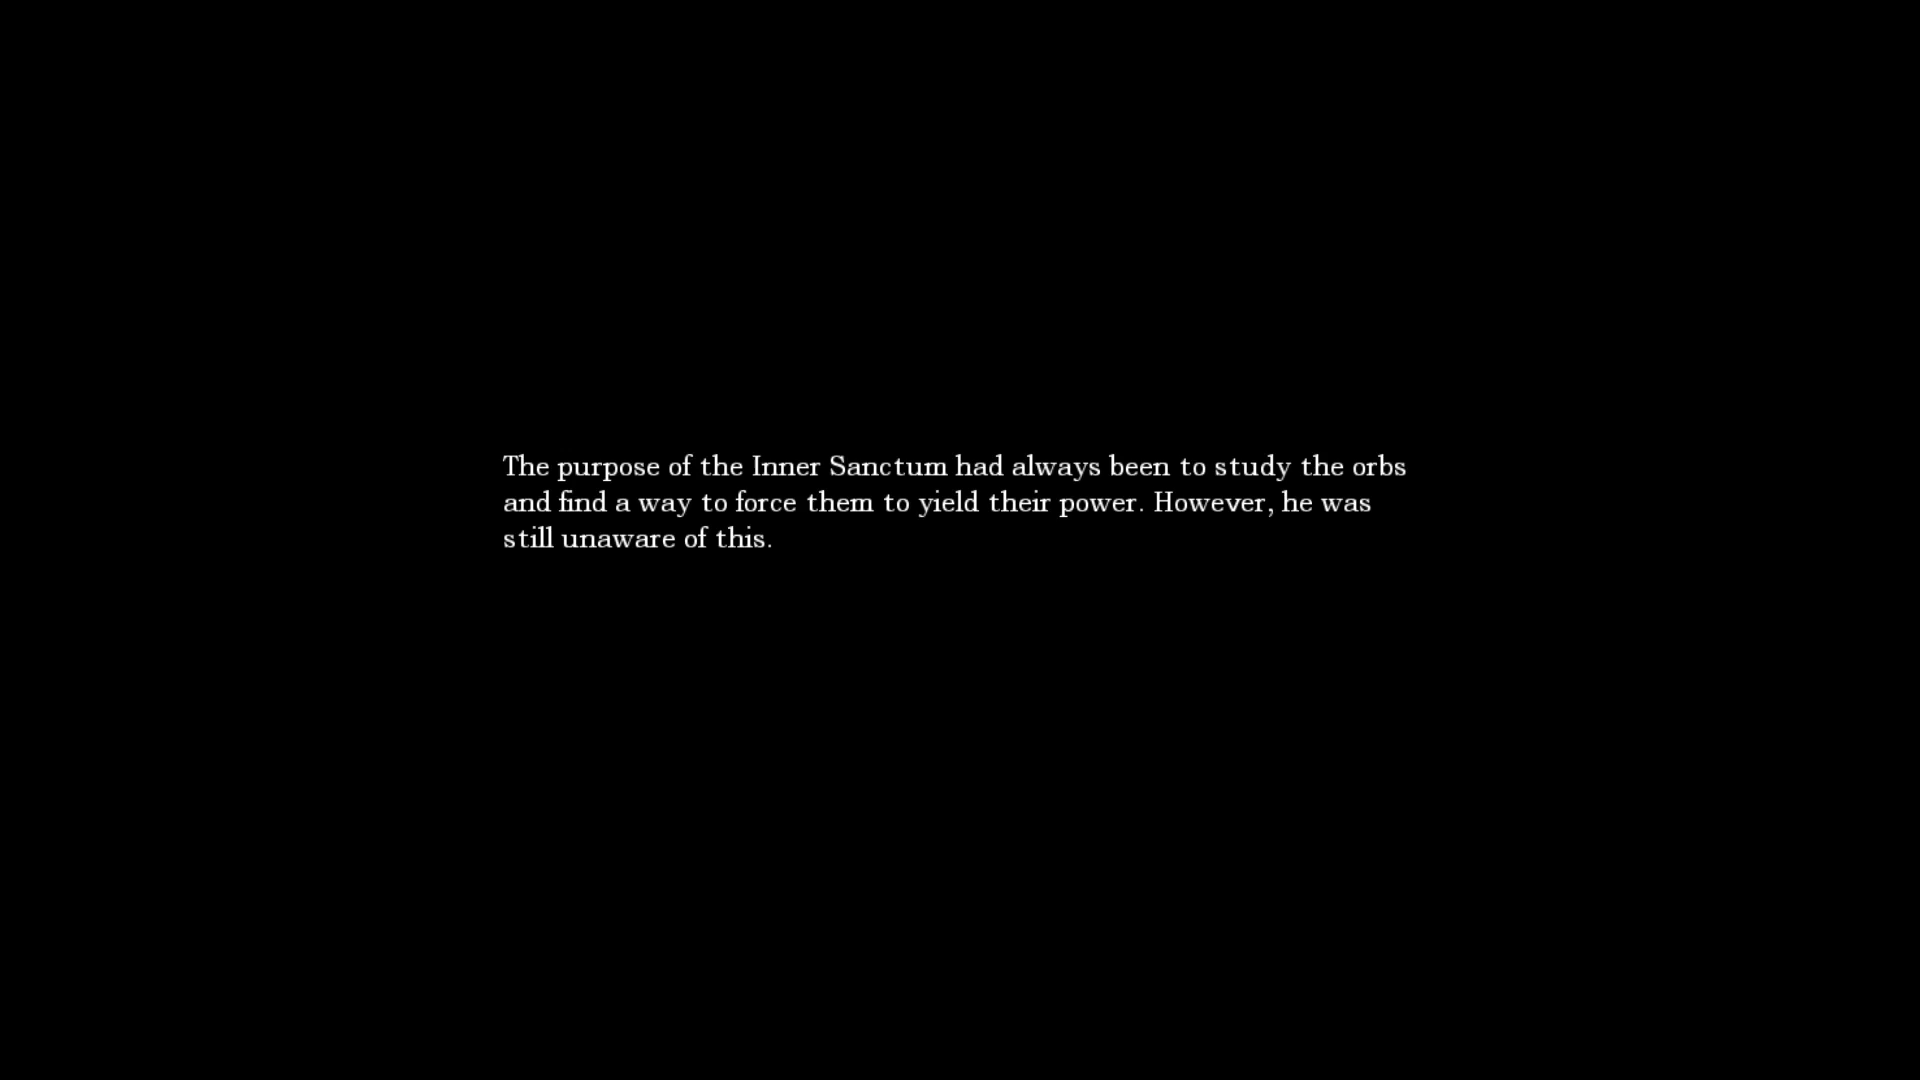 The purpose of the Inner Sanctum had always been to study the orbs
and find a way to force them to yield their power. However, he was
still unaware of this.